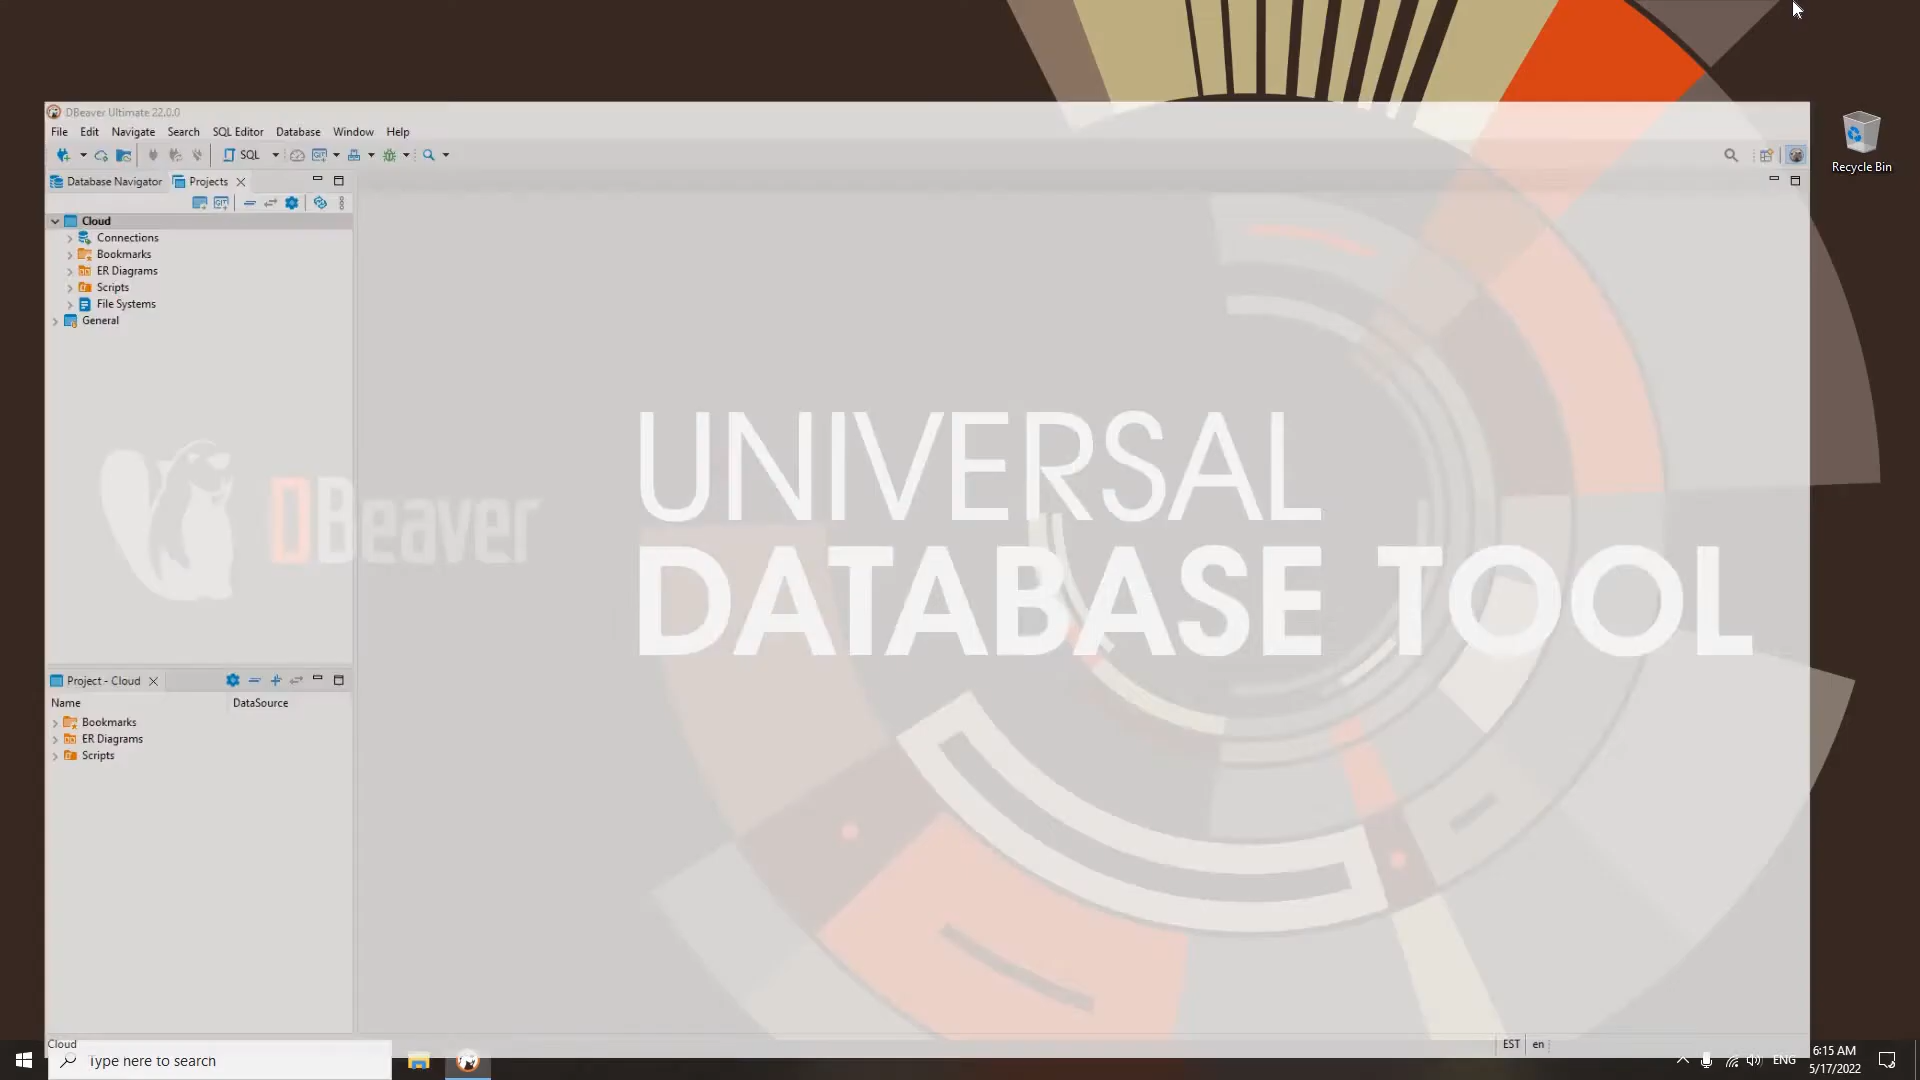 DBeaver Ultimate 22.0.0
File Edit Navigate Search SQL Editor Database Window Help
SQL
Recycle Bin
Database Navigator Projects
Cloud
Connections
Bookmarks
ER Diagrams
Scripts
File Systems
General
UNIVERSAL
DBeaver
DATABASE TOOL
Project - Cloud
Name DataSource
Bookmarks
ER Diagrams
Scripts
Cloud
EST en
Type here to search
ENG
6:15 AM
5/17/2022